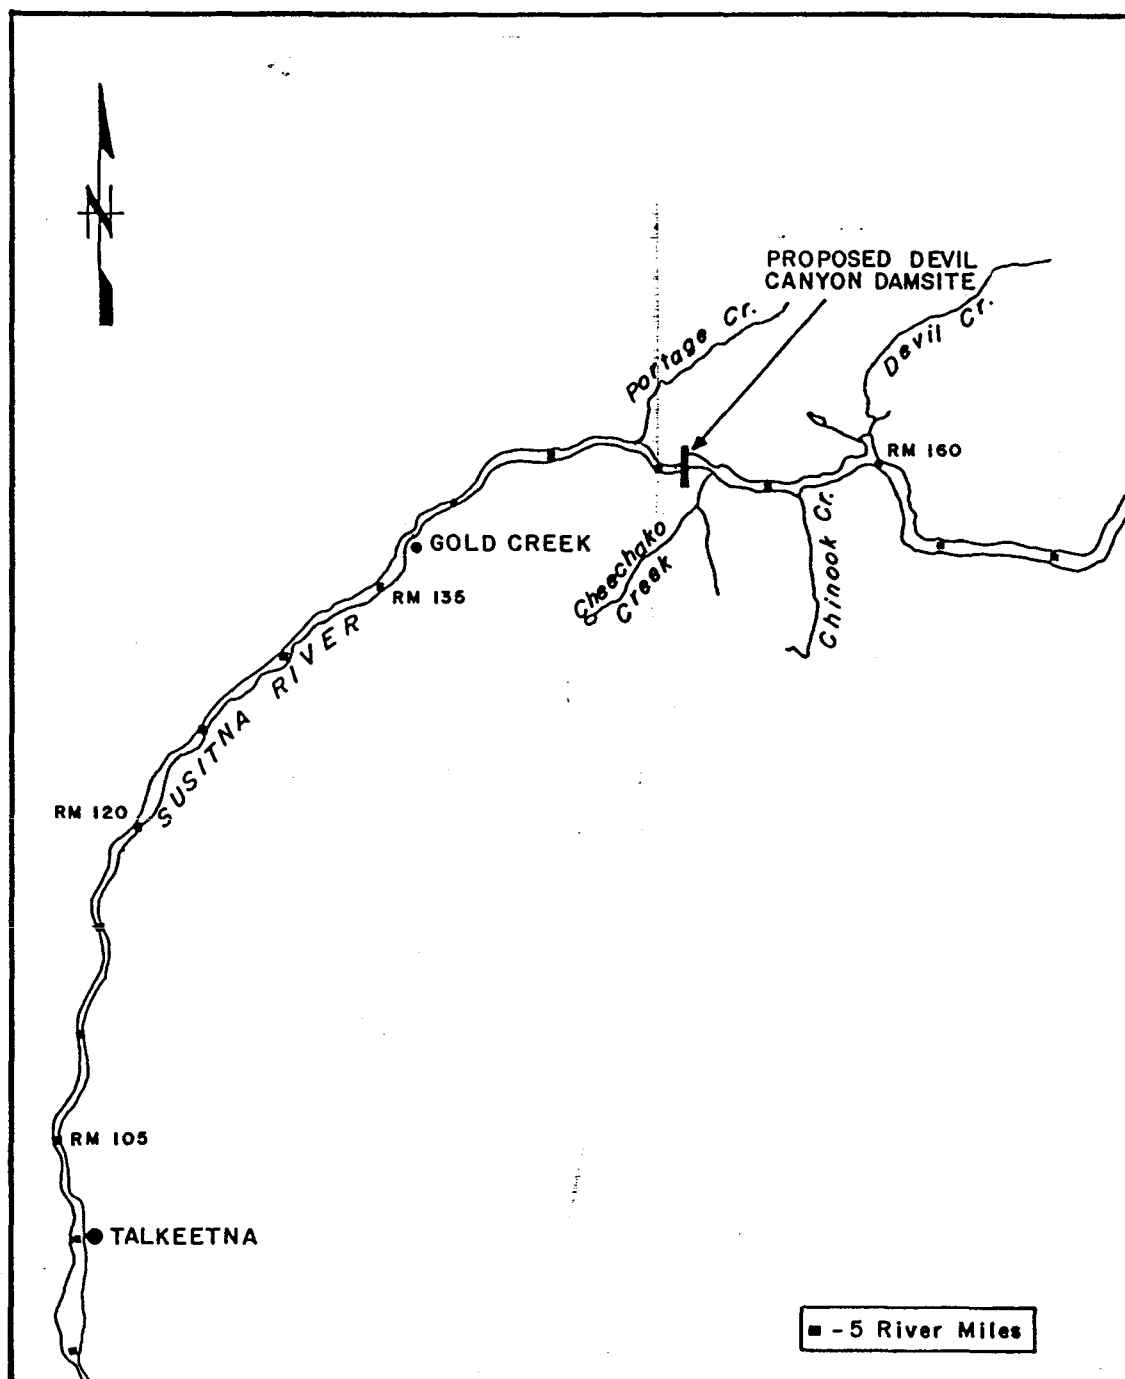 N
PROPOSED DEVIL
CANYON DAMSITE
Portage Cr.
Devil Cr.
RM 160
GOLD CREEK
Cheechako
Creek
Chinook Cr.
RM 135
SUSITNA RIVER
RM 120
RM 105
TALKEETNA
- 5 River Miles